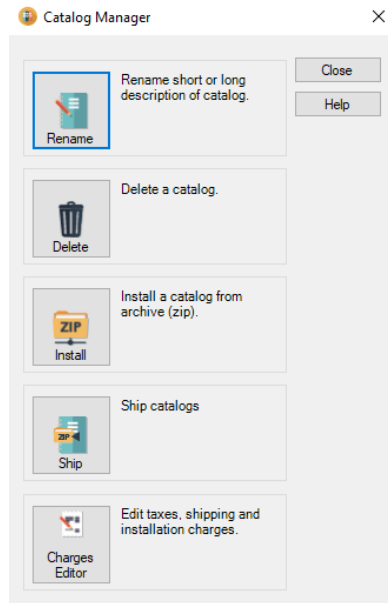 Catalog Manager
Close
Help
Rename short or long
description of catalog.
Rename
Delete a catalog.
Delete
Install a catalog from
archive (zip).
ZIP
Install
Ship catalogs
ZIP
Ship
Edit taxes, shipping and
installation charges.
Charges
Editor